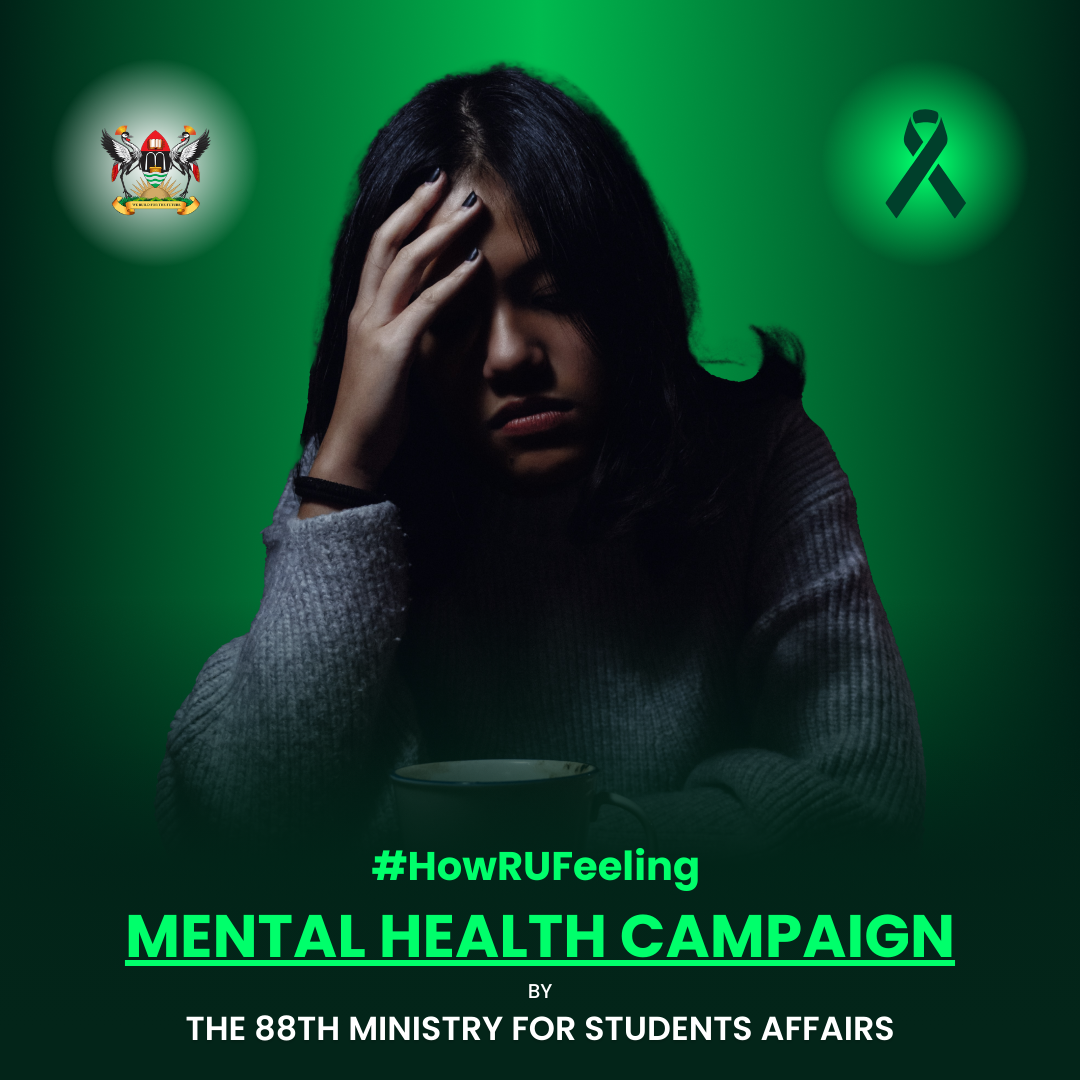 #HowRUFeeling
MENTAL HEALTH CAMPAIGN
BY
THE 88TH MINISTRY FOR STUDENTS AFFAIRS